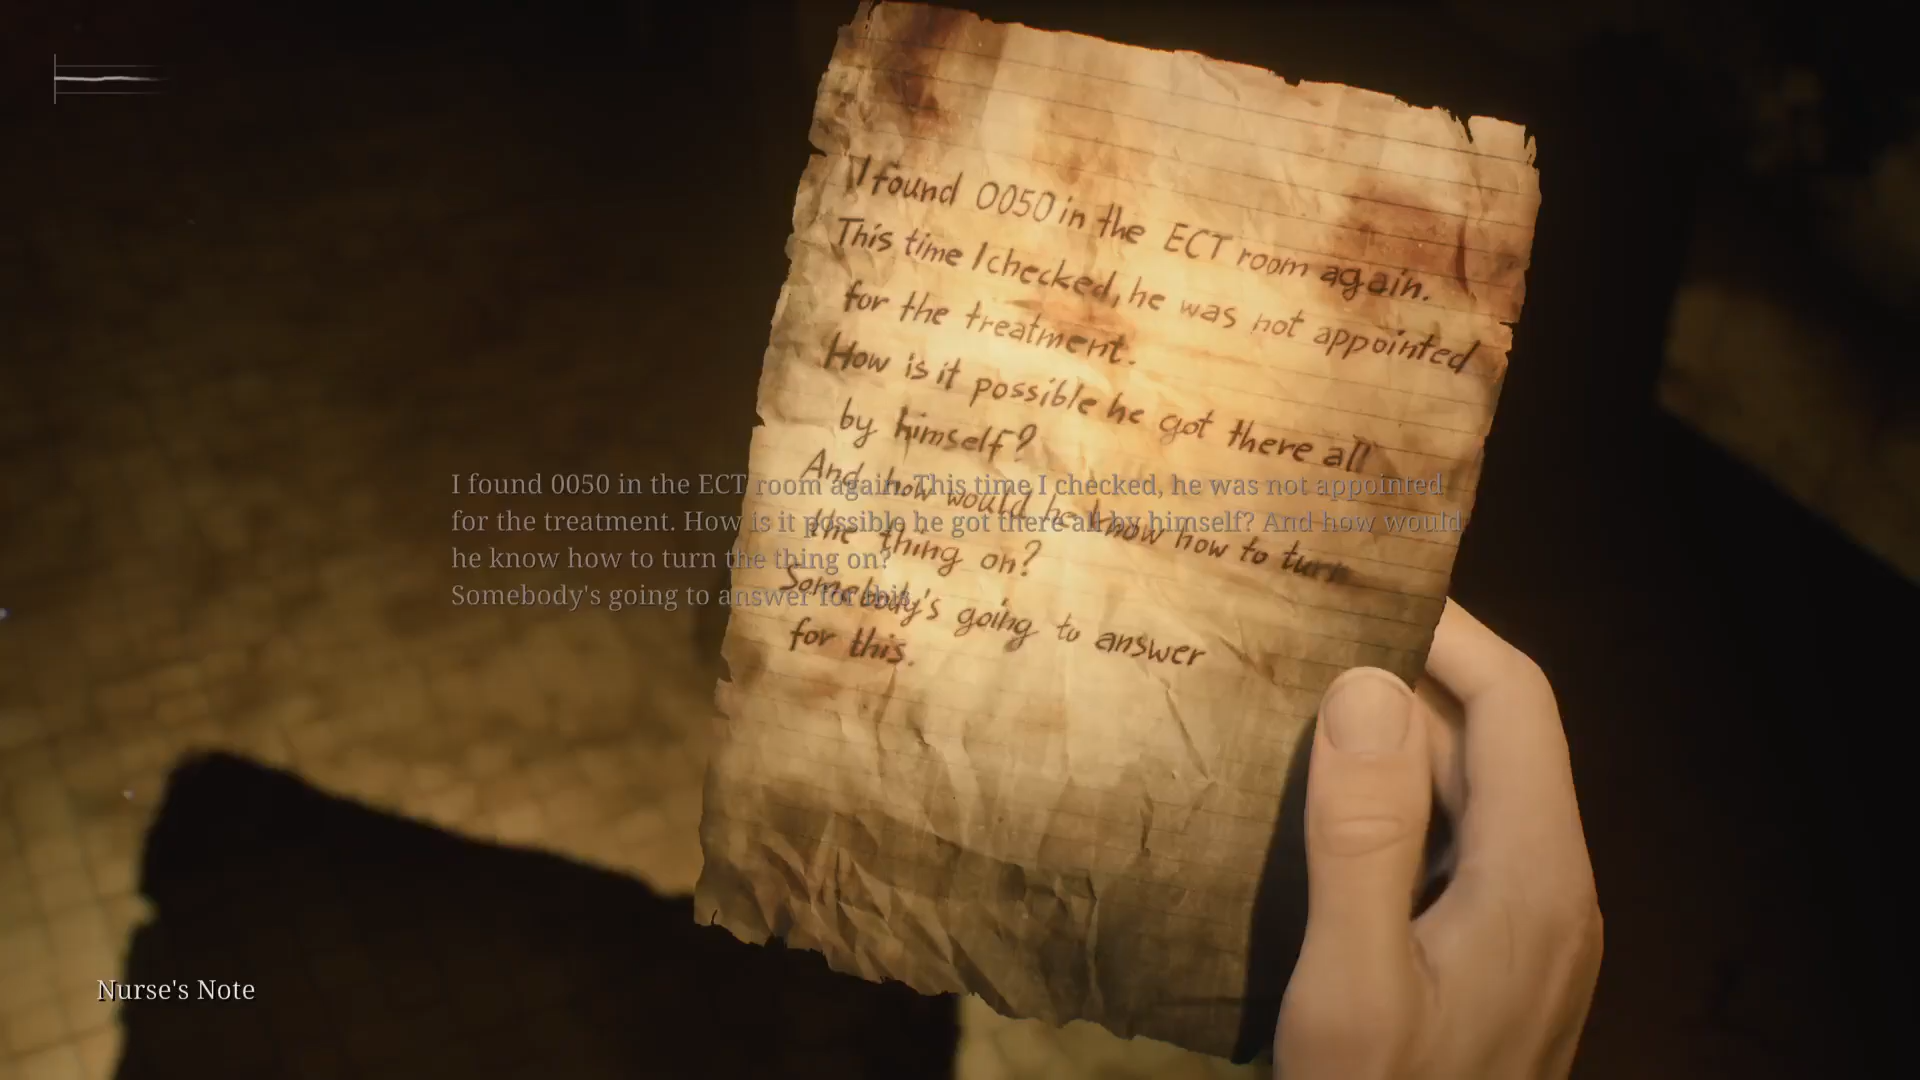 I found 0050 in the ECT room again.
This time I checked, he was not appointed
for the treatment.
How is it possible he got there all
by himself?
And how would he know how to turn
the thing on?
Somebody's going to answer
for this.
I found 0050 in the ECT room again. This time I checked, he was not appointed
for the treatment. How is it possible he got there all by himself? And how would
he know how to turn the thing on?
Somebody's going to answer for this.
Nurse's Note